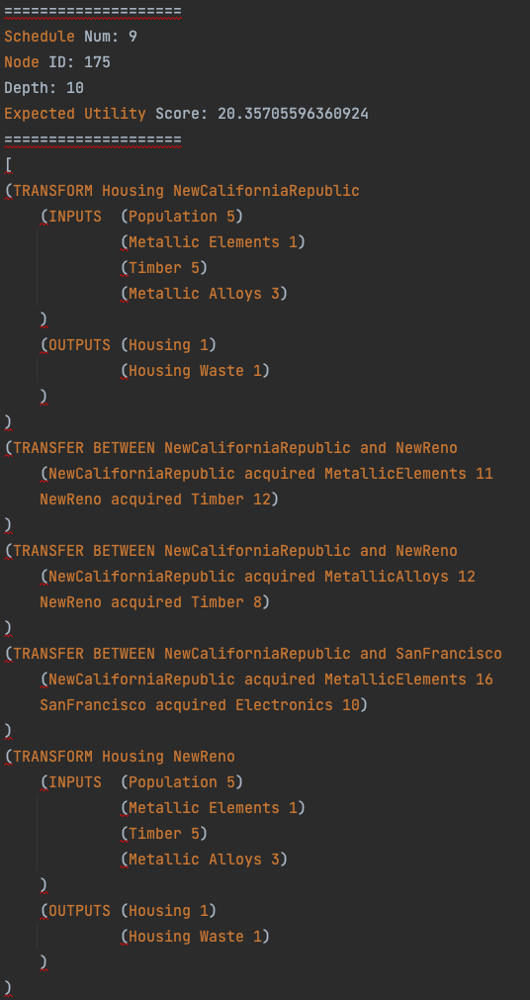 ====================
Schedule Num: 9
Node ID: 175
Depth: 10
Expected Utility Score: 20.35705596360924
====================
[
(TRANSFORM Housing NewCaliforniaRepublic
    (INPUTS  (Population 5)
             (Metallic Elements 1)
             (Timber 5)
             (Metallic Alloys 3)
    )
    (OUTPUTS (Housing 1)
             (Housing Waste 1)
    )
)
(TRANSFER BETWEEN NewCaliforniaRepublic and NewReno
    (NewCaliforniaRepublic acquired MetallicElements 11
    NewReno acquired Timber 12)
)
(TRANSFER BETWEEN NewCaliforniaRepublic and NewReno
    (NewCaliforniaRepublic acquired MetallicAlloys 12
    NewReno acquired Timber 8)
)
(TRANSFER BETWEEN NewCaliforniaRepublic and SanFrancisco
    (NewCaliforniaRepublic acquired MetallicElements 16
    SanFrancisco acquired Electronics 10)
)
(TRANSFORM Housing NewReno
    (INPUTS  (Population 5)
             (Metallic Elements 1)
             (Timber 5)
             (Metallic Alloys 3)
    )
    (OUTPUTS (Housing 1)
             (Housing Waste 1)
    )
)